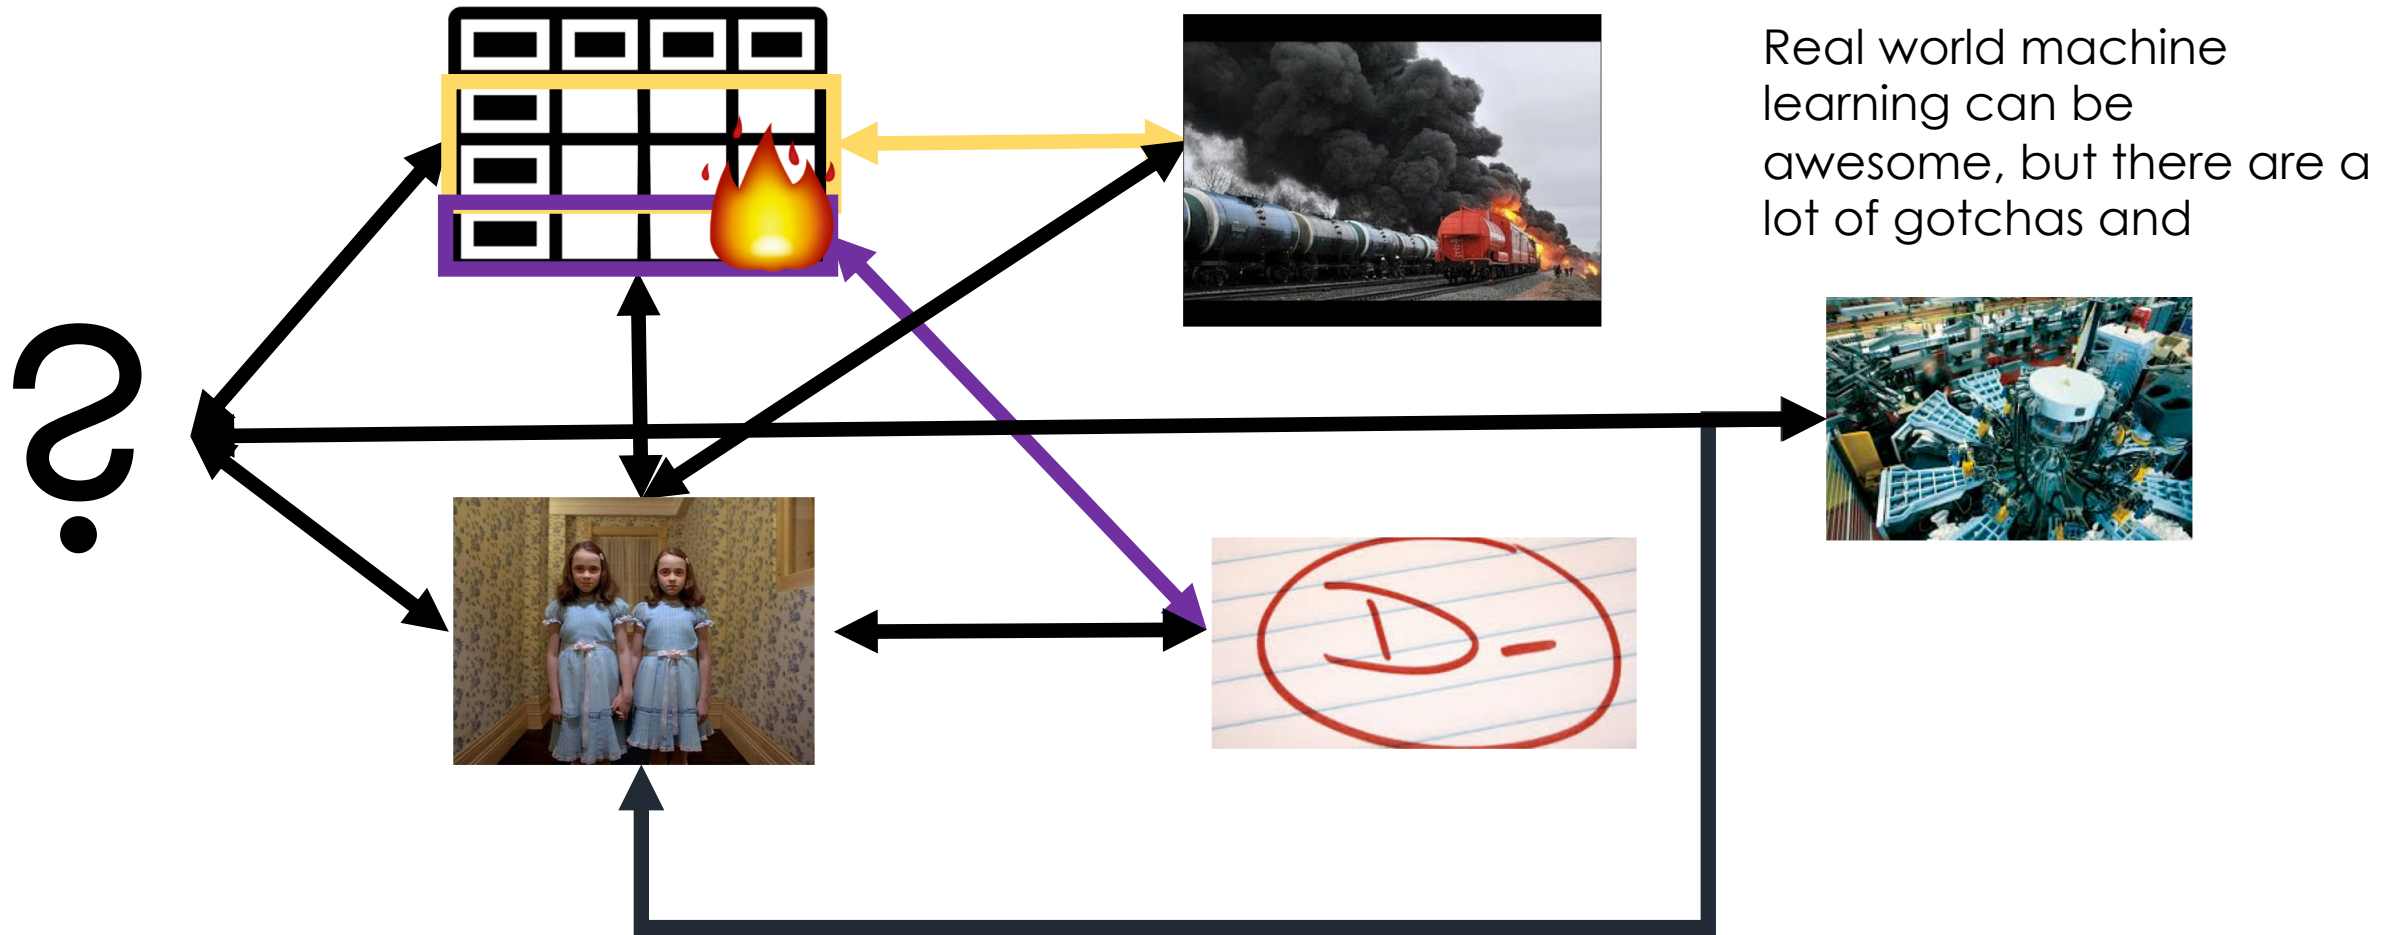 Real world machine
learning can be
awesome, but there are a
lot of gotchas and
?
D-